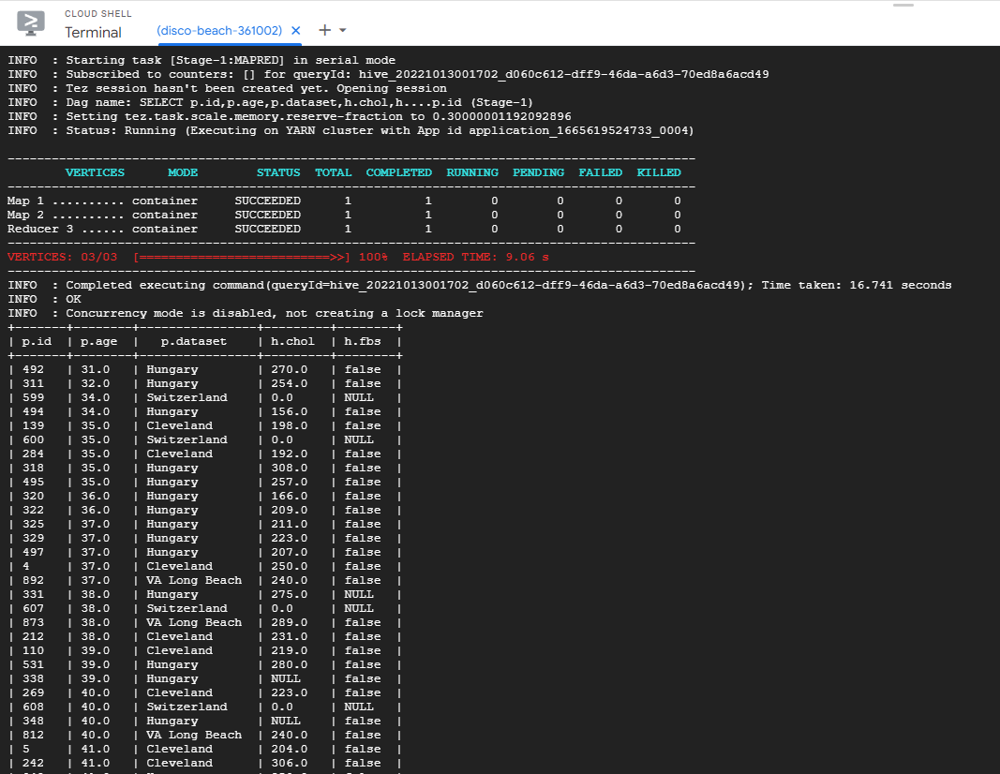 CLOUD SHELL
Terminal
(disco-beach-361002) × + ▾
INFO  : Starting task [Stage-1:MAPRED] in serial mode
INFO  : Subscribed to counters: [] for queryId: hive_20221013001702_d060c612-dff9-46da-a6d3-70ed8a6acd49
INFO  : Tez session hasn't been created yet. Opening session
INFO  : Dag name: SELECT p.id,p.age,p.dataset,h.chol,h....p.id (Stage-1)
INFO  : Setting tez.task.scale.memory.reserve-fraction to 0.30000001192092896
INFO  : Status: Running (Executing on YARN cluster with App id application_1665619524733_0004)
----------------------------------------------------------------------------------------------
VERTICES      MODE        STATUS  TOTAL  COMPLETED  RUNNING  PENDING  FAILED  KILLED
----------------------------------------------------------------------------------------------
Map 1 .......... container     SUCCEEDED      1          1        0        0       0       0
Map 2 .......... container     SUCCEEDED      1          1        0        0       0       0
Reducer 3 ...... container     SUCCEEDED      1          1        0        0       0       0
----------------------------------------------------------------------------------------------
VERTICES: 03/03  [==========================>>] 100%  ELAPSED TIME: 9.06 s
----------------------------------------------------------------------------------------------
INFO  : Completed executing command(queryId=hive_20221013001702_d060c612-dff9-46da-a6d3-70ed8a6acd49); Time taken: 16.741 seconds
INFO  : OK
INFO  : Concurrency mode is disabled, not creating a lock manager
+-------+--------+----------------+---------+--------+
| p.id  | p.age  |   p.dataset    | h.chol  | h.fbs  |
+-------+--------+----------------+---------+--------+
| 492   | 31.0   | Hungary        | 270.0   | false  |
| 311   | 32.0   | Hungary        | 254.0   | false  |
| 599   | 34.0   | Switzerland    | 0.0     | NULL   |
| 494   | 34.0   | Hungary        | 156.0   | false  |
| 139   | 35.0   | Cleveland      | 198.0   | false  |
| 600   | 35.0   | Switzerland    | 0.0     | NULL   |
| 284   | 35.0   | Cleveland      | 192.0   | false  |
| 318   | 35.0   | Hungary        | 308.0   | false  |
| 495   | 35.0   | Hungary        | 257.0   | false  |
| 320   | 36.0   | Hungary        | 166.0   | false  |
| 322   | 36.0   | Hungary        | 209.0   | false  |
| 325   | 37.0   | Hungary        | 211.0   | false  |
| 329   | 37.0   | Hungary        | 223.0   | false  |
| 497   | 37.0   | Hungary        | 207.0   | false  |
| 4     | 37.0   | Cleveland      | 250.0   | false  |
| 892   | 37.0   | VA Long Beach  | 240.0   | false  |
| 331   | 38.0   | Hungary        | 275.0   | NULL   |
| 607   | 38.0   | Switzerland    | 0.0     | NULL   |
| 873   | 38.0   | VA Long Beach  | 289.0   | false  |
| 212   | 38.0   | Cleveland      | 231.0   | false  |
| 110   | 39.0   | Cleveland      | 219.0   | false  |
| 531   | 39.0   | Hungary        | 280.0   | false  |
| 338   | 39.0   | Hungary        | NULL    | false  |
| 269   | 40.0   | Cleveland      | 223.0   | false  |
| 608   | 40.0   | Switzerland    | 0.0     | NULL   |
| 348   | 40.0   | Hungary        | NULL    | false  |
| 812   | 40.0   | VA Long Beach  | 240.0   | false  |
| 5     | 41.0   | Cleveland      | 204.0   | false  |
| 242   | 41.0   | Cleveland      | 306.0   | false  |